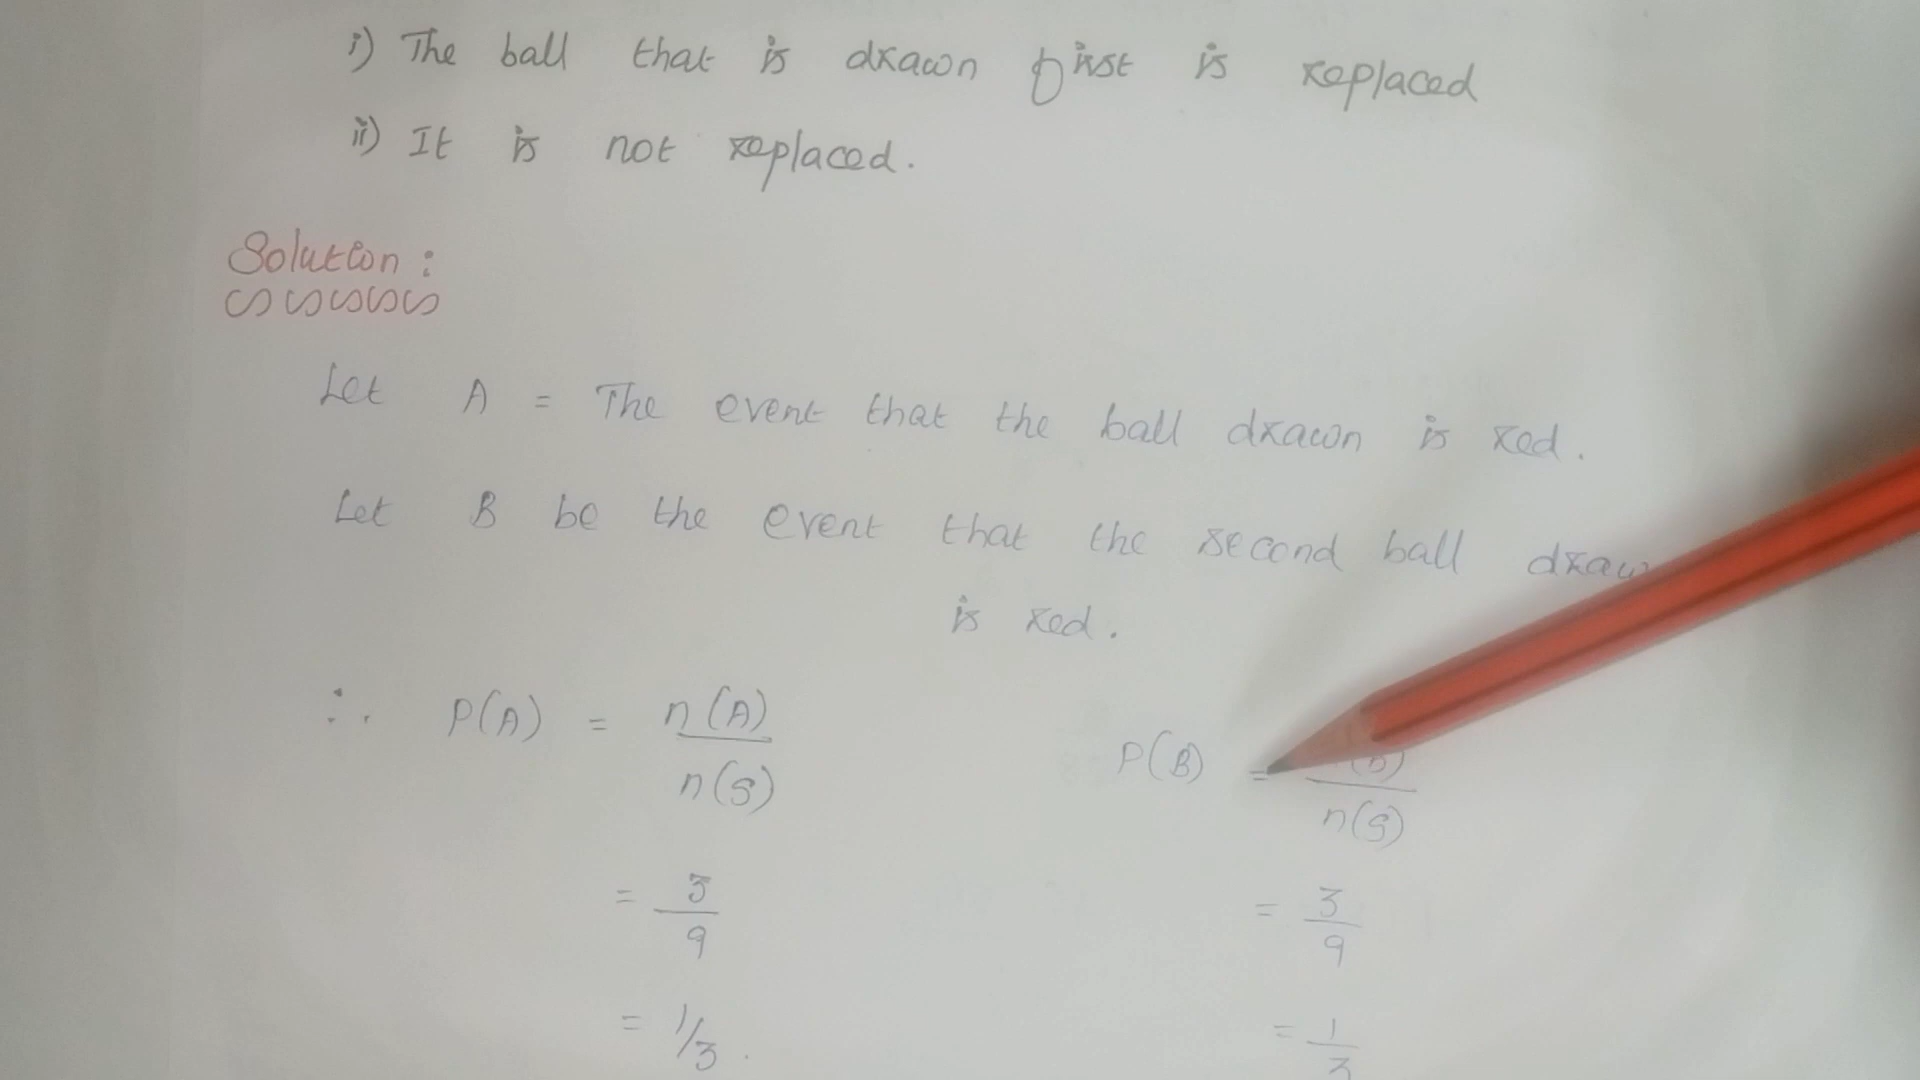 i) The ball that is drawn first is replaced
ii) It is not replaced.
Solution :
Let A = The event that the ball drawn is red.
Let B be the event that the second ball
is red.
∴ P(A) = n(A)
n(S)
P(B) =
n(S)
= 3
9
= 3
9
= 1/3 .
= 1
3